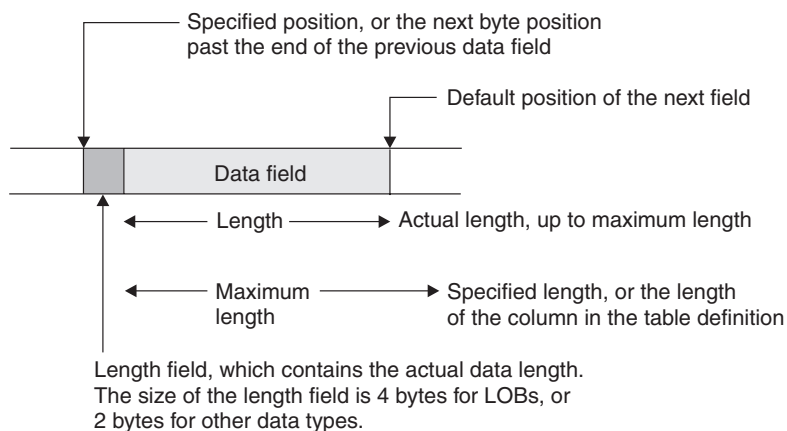 Specified position, or the next byte position
past the end of the previous data field
Default position of the next field
Data field
Length
Actual length, up to maximum length
Maximum
length
Specified length, or the length
of the column in the table definition
Length field, which contains the actual data length.
The size of the length field is 4 bytes for LOBs, or
2 bytes for other data types.